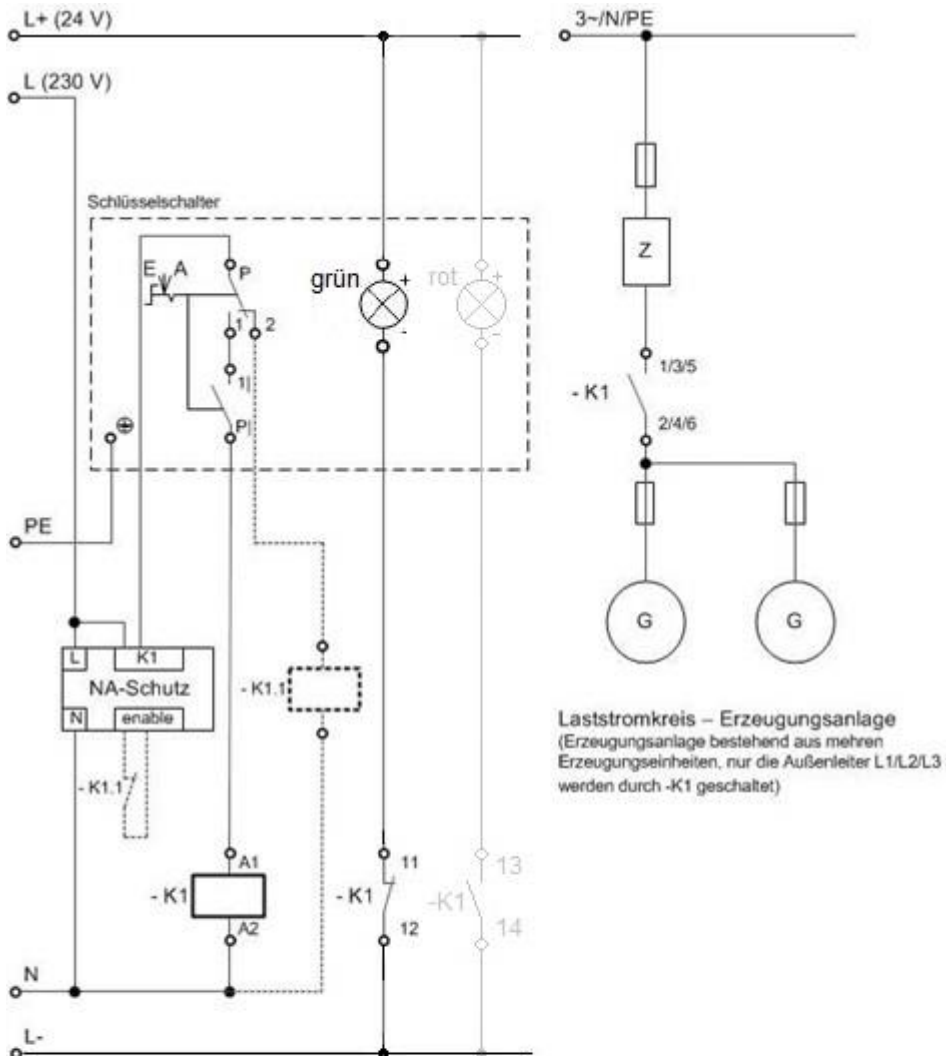 L+ (24 V)
3~/N/PE
L (230 V)
Schlüsselschalter
E A
P
grün
+
-
rot
+
-
1
2
1|
P|
Z
1/3/5
- K1
2/4/6
PE
L
K1
NA-Schutz
N
enable
- K1.1
- K1.1
G
G
Laststromkreis – Erzeugungsanlage
(Erzeugungsanlage bestehend aus mehren
Erzeugungseinheiten, nur die Außenleiter L1/L2/L3
werden durch -K1 geschaltet)
A1
- K1
A2
11
- K1
12
13
-K1
14
N
L-